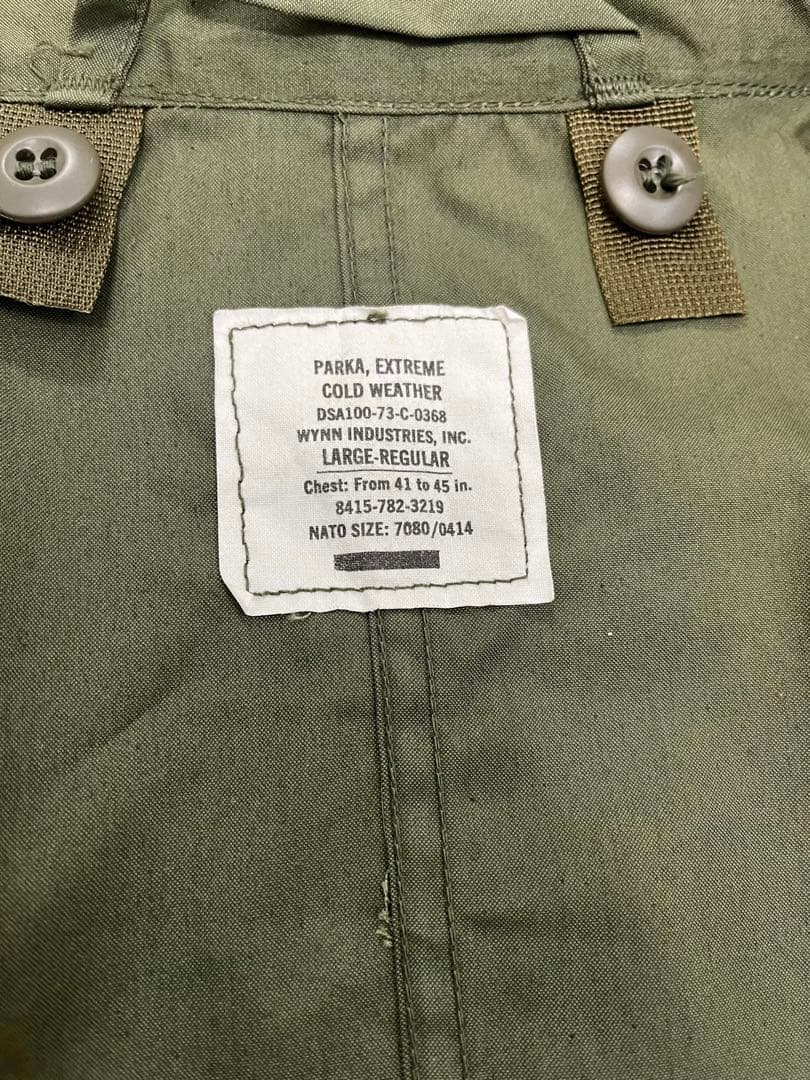 PARKA, EXTREME
COLD WEATHER
DSA100-73-C-0368
WYNN INDUSTRIES, INC.
LARGE-REGULAR
Chest: From 41 to 45 in.
8415-782-3219
NATO SIZE: 7080/0414